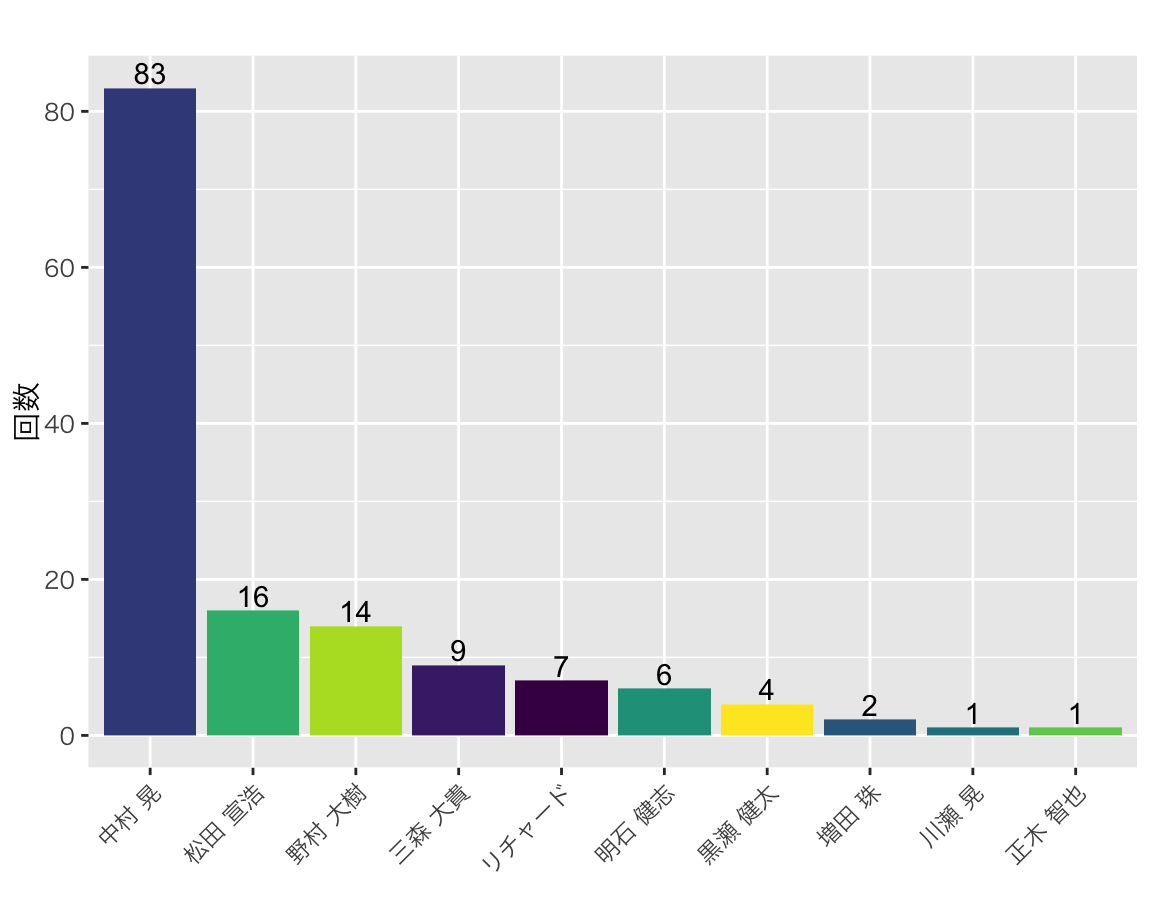 回数
80
60
40
20
0
83
16
14
9
7
6
4
2
1
1
中村 晃
松田 宣浩
野村 大樹
三森 大貴
リチャード
明石 健志
黒瀬 健太
増田 珠
川瀬 晃
正木 智也